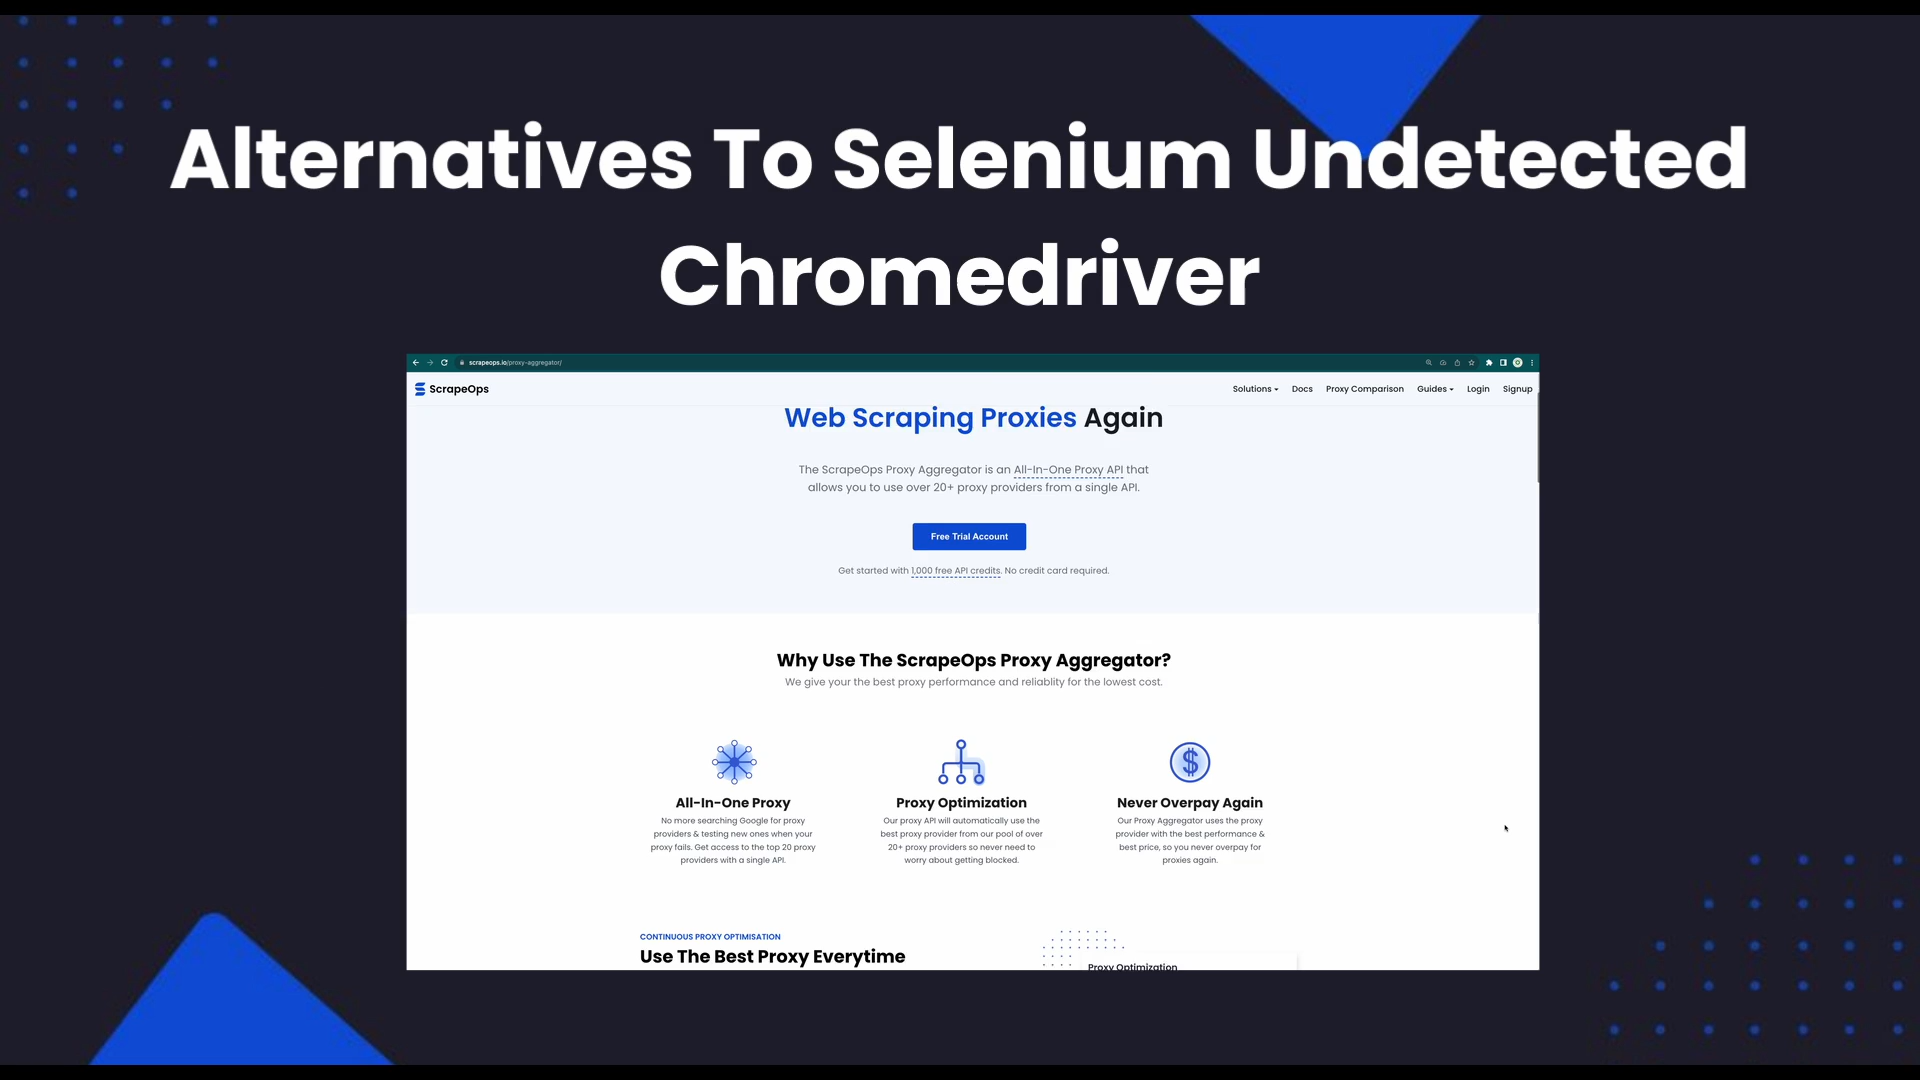 Alternatives To Selenium Undetected
Chromedriver
scrapeops.io/proxy-aggregator/
ScrapeOps
Solutions Docs Proxy Comparison Guides Login Signup
Web Scraping Proxies Again
The ScrapeOps Proxy Aggregator is an All-In-One Proxy API that
allows you to use over 20+ proxy providers from a single API.
Free Trial Account
Get started with 1,000 free API credits. No credit card required.
Why Use The ScrapeOps Proxy Aggregator?
We give your the best proxy performance and reliablity for the lowest cost.
All-In-One Proxy
No more searching Google for proxy
providers & testing new ones when your
proxy fails. Get access to the top 20 proxy
providers with a single API.
Proxy Optimization
Our proxy API will automatically use the
best proxy provider from our pool of over
20+ proxy providers so never need to
worry about getting blocked.
Never Overpay Again
Our Proxy Aggregator uses the proxy
provider with the best performance &
best price, so you never overpay for
proxies again.
CONTINUOUS PROXY OPTIMISATION
Use The Best Proxy Everytime
Proxy Optimization